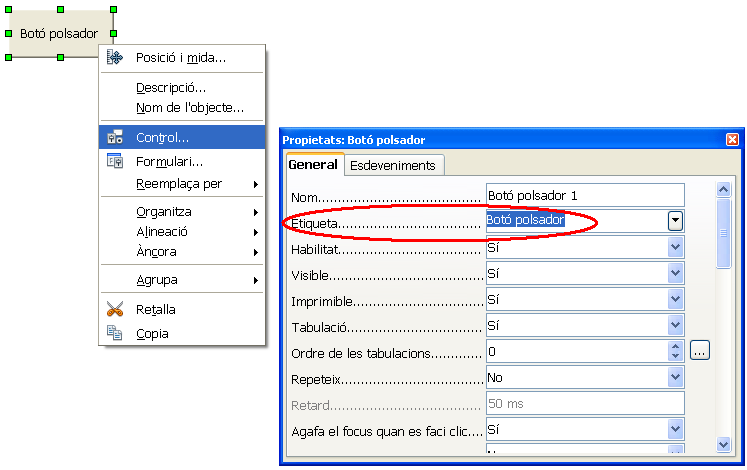 Botó polsador
Posició i mida...
Descripció...
Nom de l'objecte...
Control...
Formulari...
Reemplaça per
Organitza
Alineació
Àncora
Agrupa
Retalla
Copia
Propietats: Botó polsador
General Esdeveniments
Nom........................................ Botó polsador 1
Etiqueta................................... Botó polsador
Habilitat.................................. Sí
Visible.................................... Sí
Imprimible................................. Sí
Tabulació.................................. Sí
Ordre de les tabulacions............ 0 ...
Repeteix................................... No
Retard..................................... 50 ms
Agafa el focus quan es faci clic.... Sí